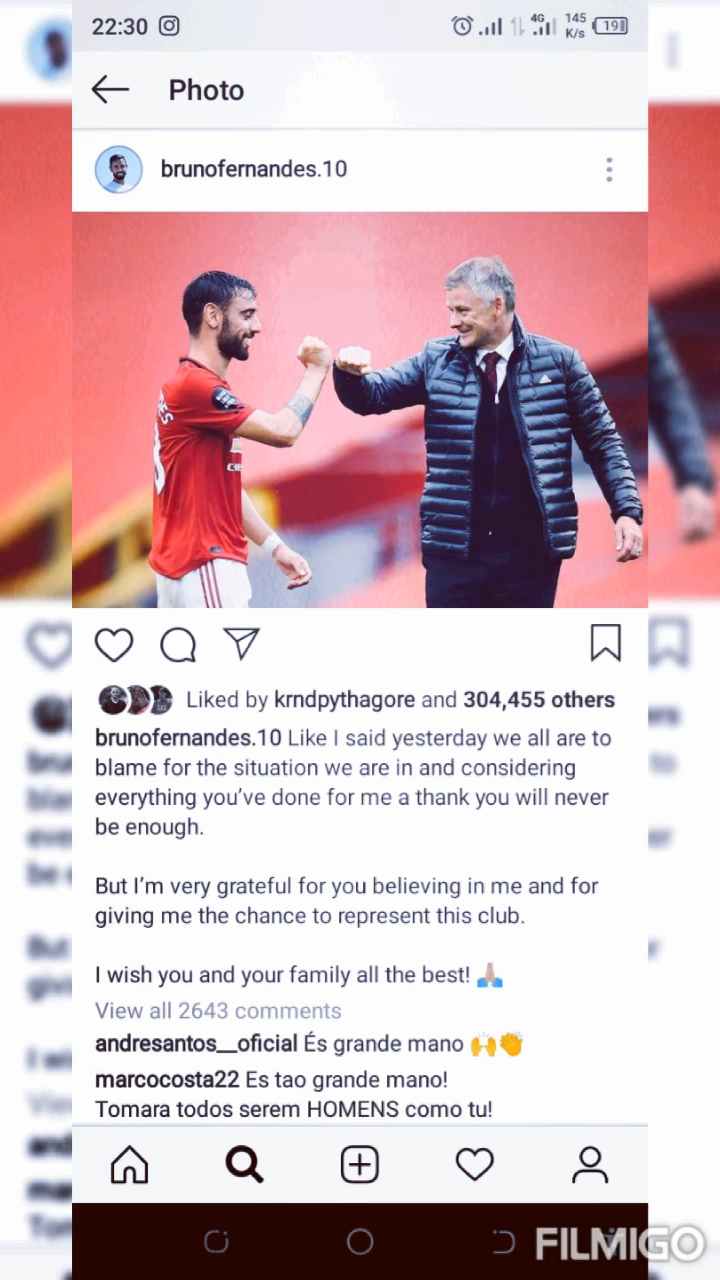 22:30
4G 145 K/s 19
Photo
brunofernandes.10
Liked by krndpythagore and 304,455 others
brunofernandes.10 Like I said yesterday we all are to
blame for the situation we are in and considering
everything you've done for me a thank you will never
be enough.
But I'm very grateful for you believing in me and for
giving me the chance to represent this club.
I wish you and your family all the best! 🙏
View all 2643 comments
andresantos__oficial És grande mano 🙌👏
marcocosta22 Es tao grande mano!
Tomara todos serem HOMENS como tu!
FILMIGO